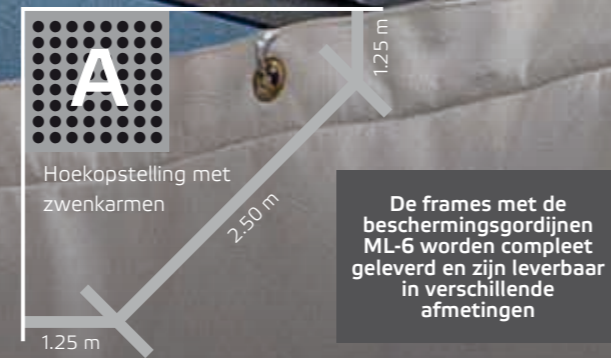 A
1.25 m
Hoekopstelling met
zwenkarmen
2.50 m
1.25 m
De frames met de
beschermingsgordijnen
ML-6 worden compleet
geleverd en zijn leverbaar
in verschillende
afmetingen